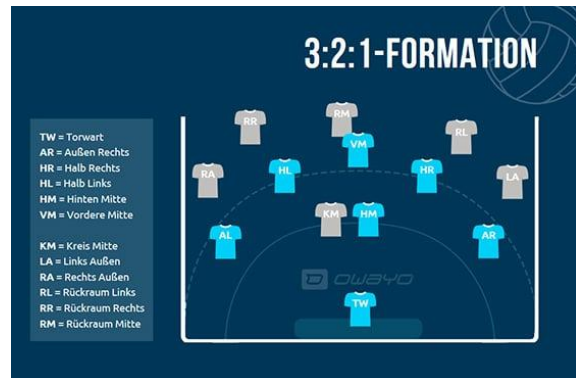 3:2:1-FORMATION
TW = Torwart
AR = Außen Rechts
HR = Halb Rechts
HL = Halb Links
HM = Hinten Mitte
VM = Vordere Mitte
KM = Kreis Mitte
LA = Links Außen
RA = Rechts Außen
RL = Rückraum Links
RR = Rückraum Rechts
RM = Rückraum Mitte
RR
RM
RL
VM
RA
HL
HR
LA
KM
HM
AL
AR
owayo
TW